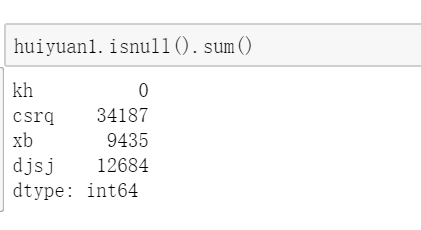 huiyuan1.isnull().sum()
kh 0
csrq 34187
xb 9435
djsj 12684
dtype: int64